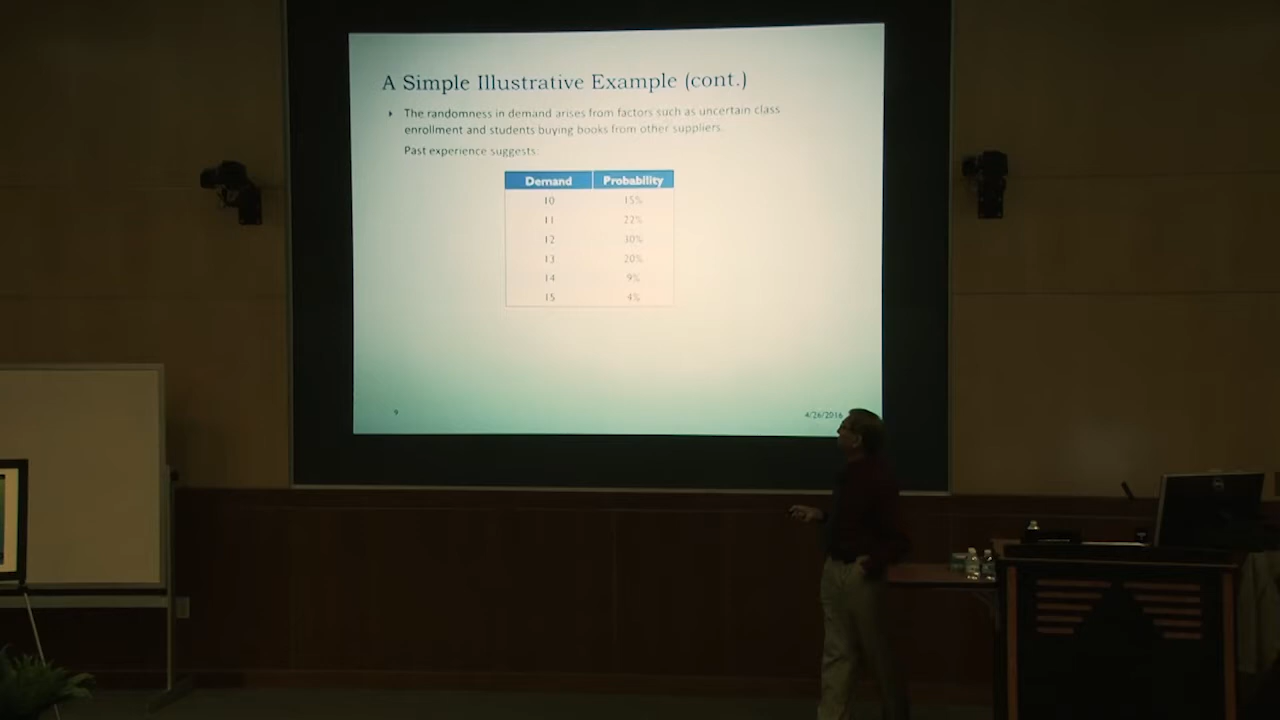 A Simple Illustrative Example (cont.)
The randomness in demand arises from factors such as uncertain class
enrollment and students buying books from other suppliers.
Past experience suggests:
Demand Probability
10 15%
11 22%
12 30%
13 20%
14 9%
15 4%
9 4/26/2016